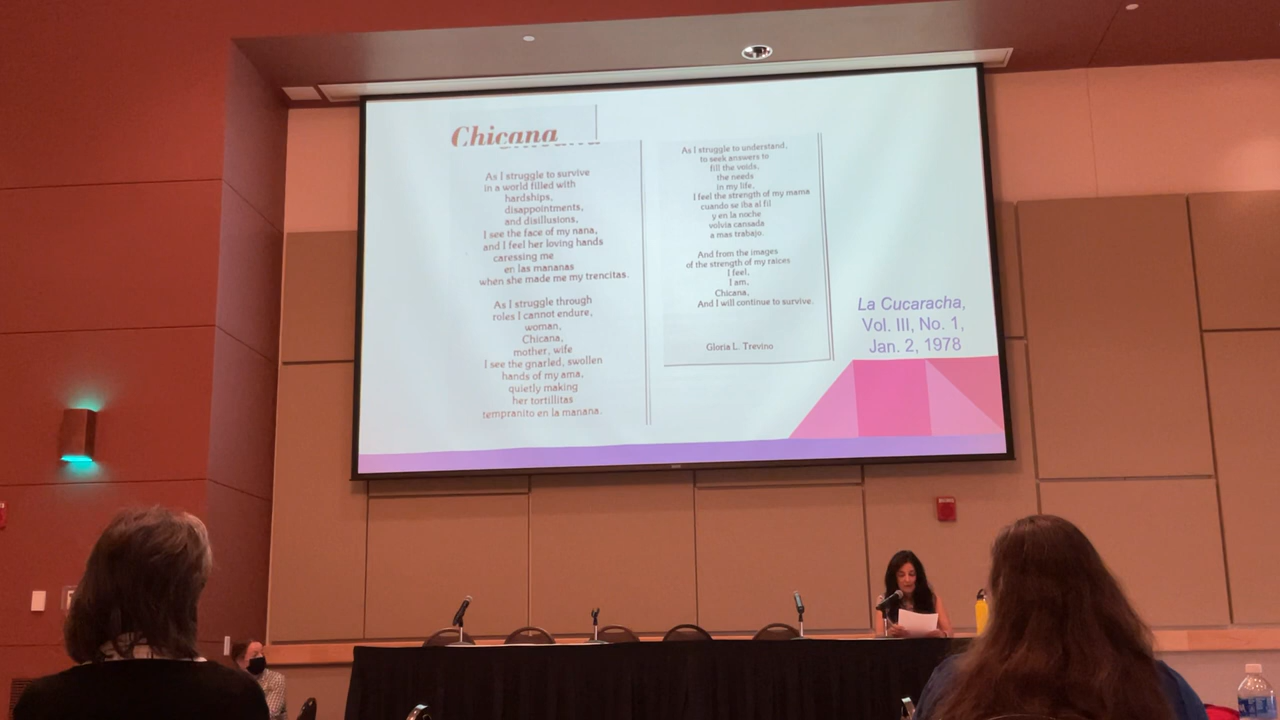 Chicana
As I struggle to survive
in a world filled with
hardships,
disappointments,
and disillusions,
I see the face of my nana,
and I feel her loving hands
caressing me
en las mananas
when she made me my trencitas.
As I struggle through
roles I cannot endure,
woman,
Chicana,
mother, wife
I see the gnarled, swollen
hands of my ama,
quietly making
her tortillitas
tempranito en la manana.
As I struggle to understand,
to seek answers to
fill the voids,
the needs
in my life,
I feel the strength of my mama
cuando se iba al fil
y en la noche
volvia cansada
a mas trabajo.
And from the images
of the strength of my raices
I feel,
I am,
Chicana,
And I will continue to survive.
Gloria L. Trevino
La Cucaracha,
Vol. III, No. 1,
Jan. 2, 1978